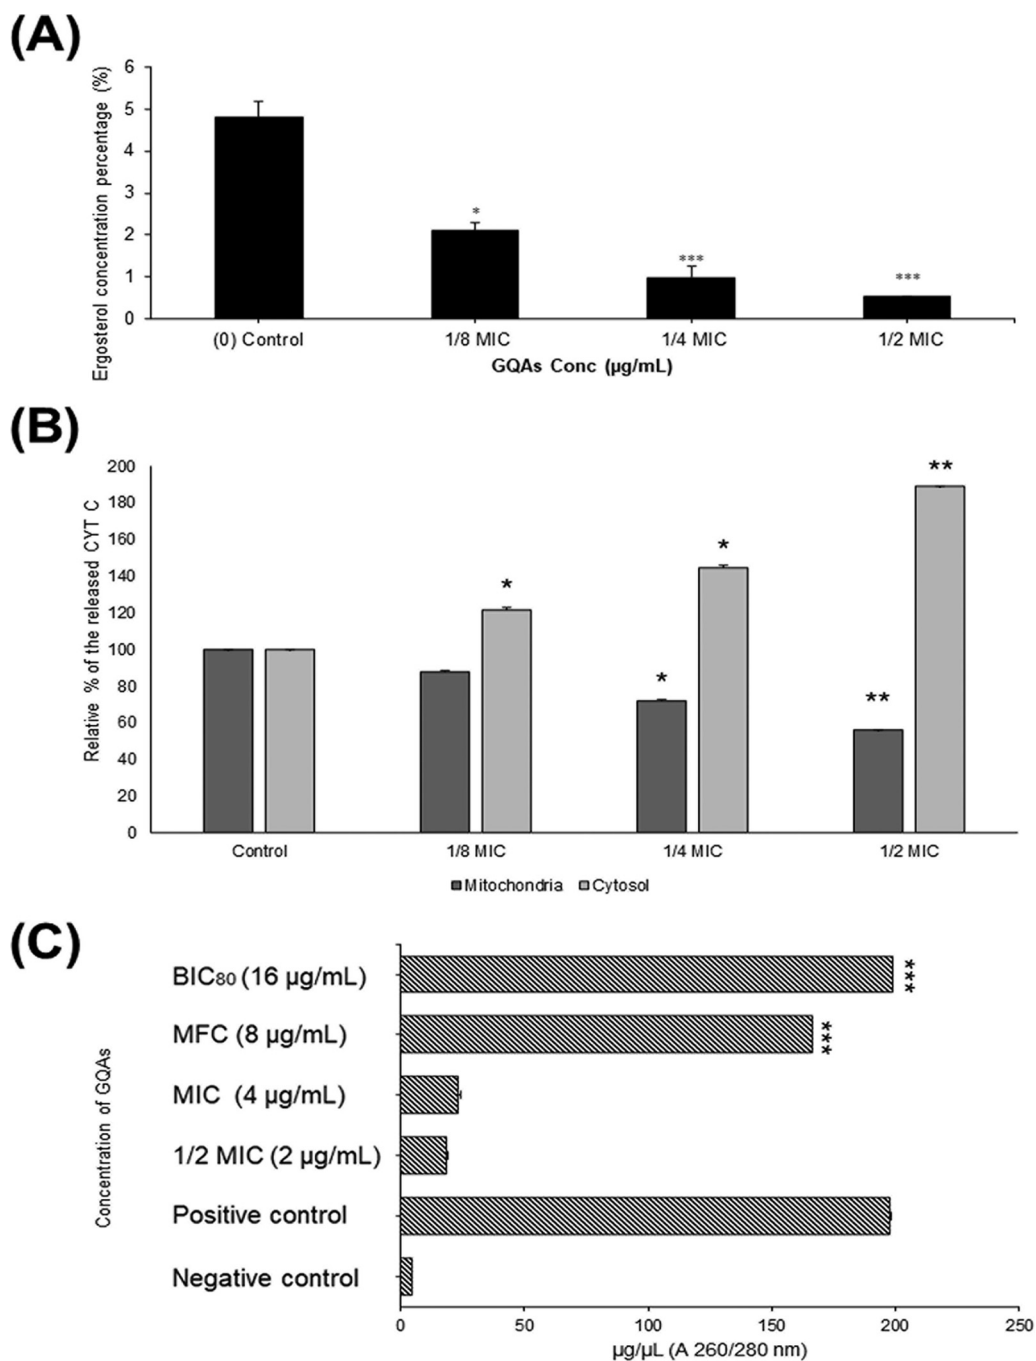 (A)
Ergosterol concentration percentage (%)
6
5
4
3
2
1
0
*
***
***
(0) Control 1/8 MIC 1/4 MIC 1/2 MIC
GQAs Conc (µg/mL)
(B)
Relative % of the released CYT C
200
180
160
140
120
100
80
60
40
20
0
*
*
*
**
**
Control 1/8 MIC 1/4 MIC 1/2 MIC
Mitochondria Cytosol
(C)
Concentration of GQAs
BIC₈₀ (16 µg/mL)
***
MFC (8 µg/mL)
***
MIC (4 µg/mL)
1/2 MIC (2 µg/mL)
Positive control
Negative control
0 50 100 150 200 250
µg/µL (A 260/280 nm)